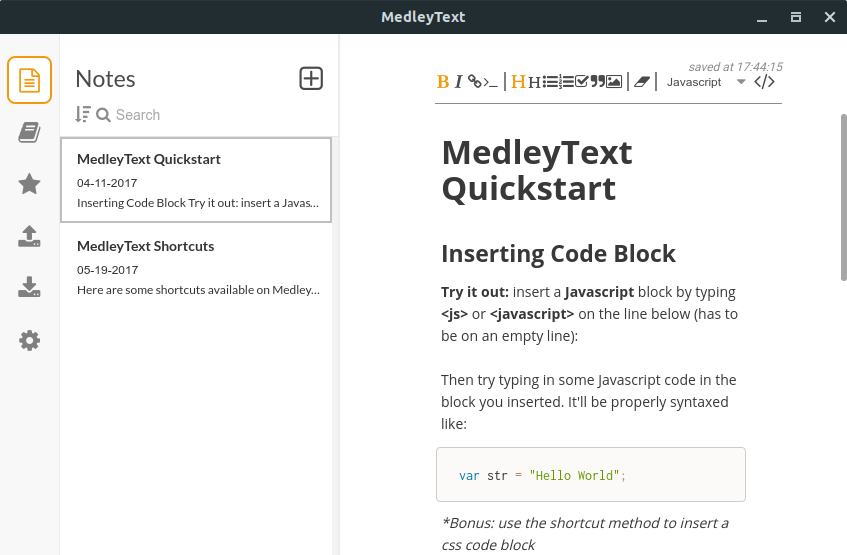 MedleyText
Notes
Search
MedleyText Quickstart
04-11-2017
Inserting Code Block Try it out: insert a Javas...
MedleyText Shortcuts
05-19-2017
Here are some shortcuts available on Medley...
saved at 17:44:15
B I >_ | H H | | Javascript </>
MedleyText
Quickstart
Inserting Code Block
Try it out: insert a Javascript block by typing
<js> or <javascript> on the line below (has to
be on an empty line):
Then try typing in some Javascript code in the
block you inserted. It'll be properly syntaxed
like:
var str = "Hello World";
*Bonus: use the shortcut method to insert a
css code block